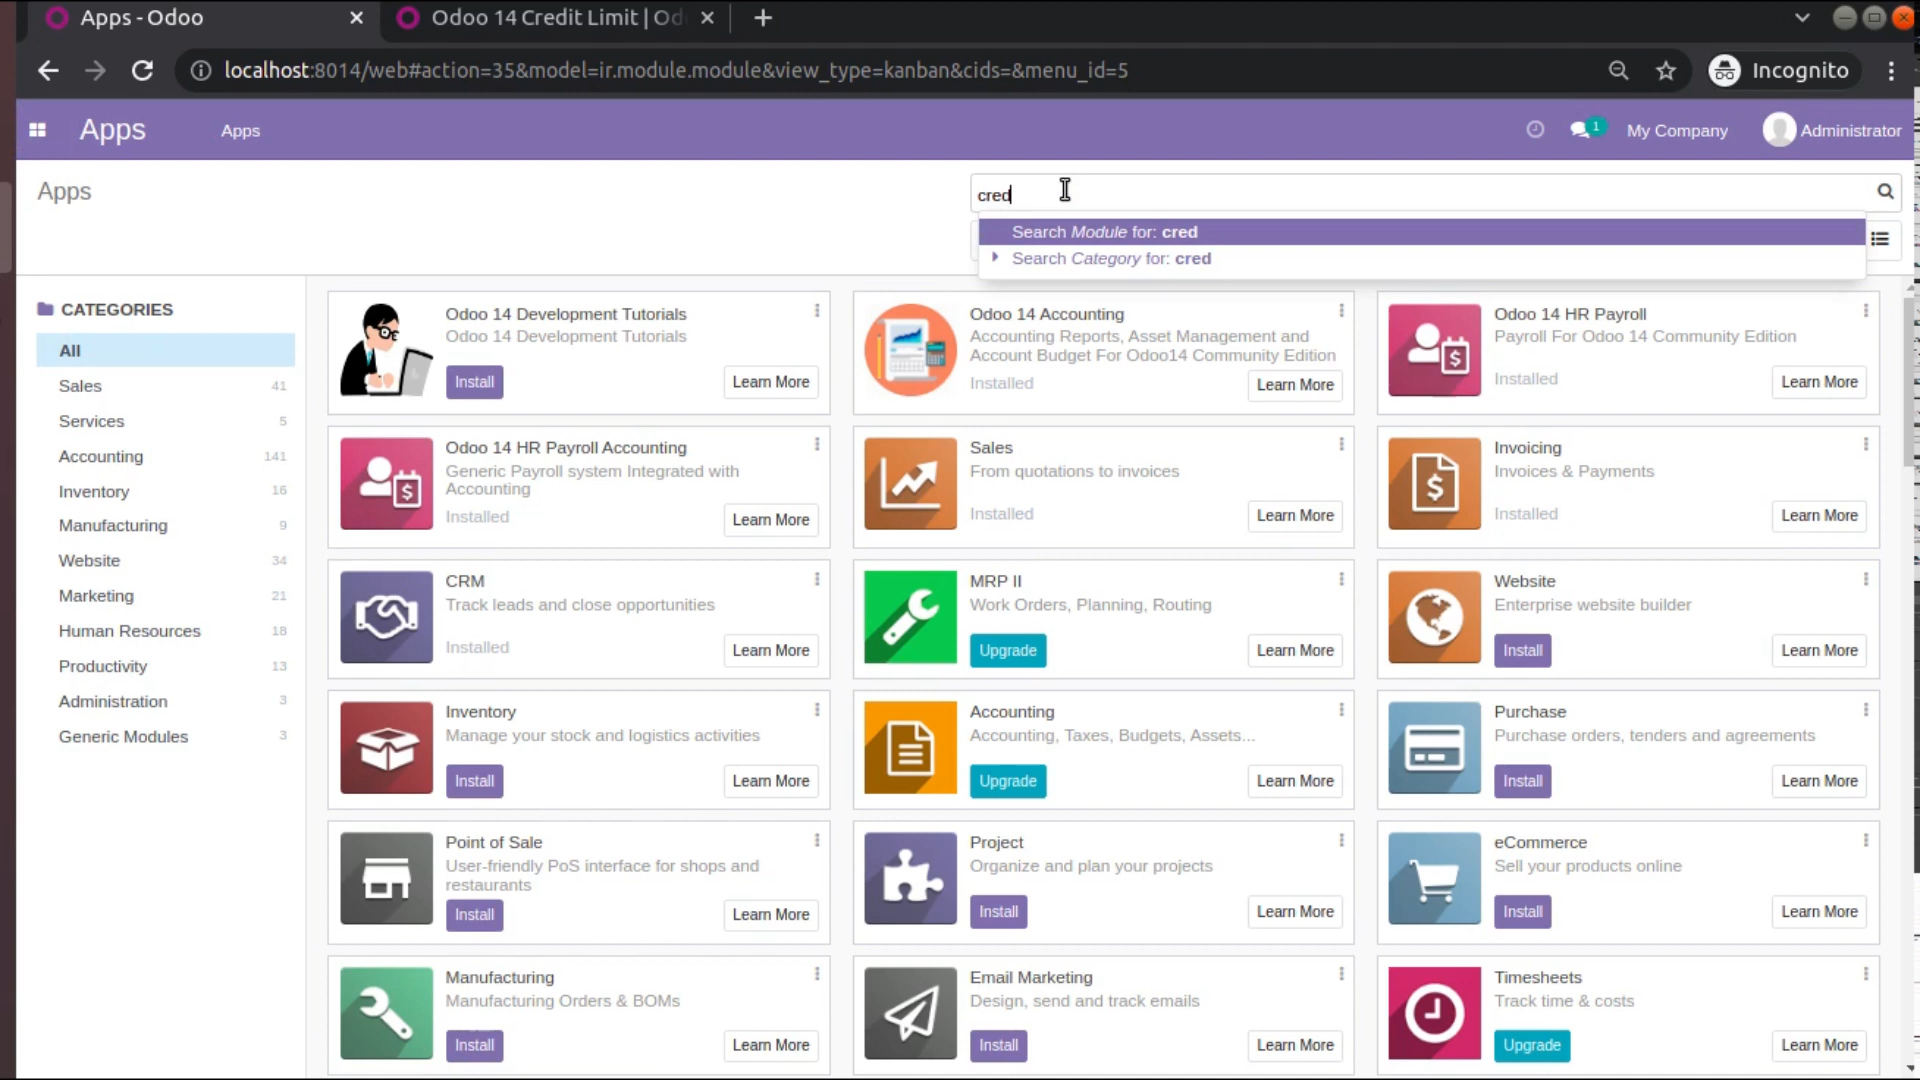 Apps - Odoo
Odoo 14 Credit Limit | Od
localhost:8014/web#action=35&model=ir.module.module&view_type=kanban&cids=&menu_id=5
Incognito
Apps
Apps
1
My Company
Administrator
Apps
cred
Search Module for: cred
Search Category for: cred
CATEGORIES
All
Sales 41
Services 5
Accounting 141
Inventory 16
Manufacturing 9
Website 34
Marketing 21
Human Resources 18
Productivity 13
Administration 3
Generic Modules 3
Odoo 14 Development Tutorials
Odoo 14 Development Tutorials
Install
Learn More
Odoo 14 Accounting
Accounting Reports, Asset Management and
Account Budget For Odoo14 Community Edition
Installed
Learn More
Odoo 14 HR Payroll
Payroll For Odoo 14 Community Edition
Installed
Learn More
Odoo 14 HR Payroll Accounting
Generic Payroll system Integrated with
Accounting
Installed
Learn More
Sales
From quotations to invoices
Installed
Learn More
Invoicing
Invoices & Payments
Installed
Learn More
CRM
Track leads and close opportunities
Installed
Learn More
MRP II
Work Orders, Planning, Routing
Upgrade
Learn More
Website
Enterprise website builder
Install
Learn More
Inventory
Manage your stock and logistics activities
Install
Learn More
Accounting
Accounting, Taxes, Budgets, Assets...
Upgrade
Learn More
Purchase
Purchase orders, tenders and agreements
Install
Learn More
Point of Sale
User-friendly PoS interface for shops and
restaurants
Install
Learn More
Project
Organize and plan your projects
Install
Learn More
eCommerce
Sell your products online
Install
Learn More
Manufacturing
Manufacturing Orders & BOMs
Install
Learn More
Email Marketing
Design, send and track emails
Install
Learn More
Timesheets
Track time & costs
Upgrade
Learn More